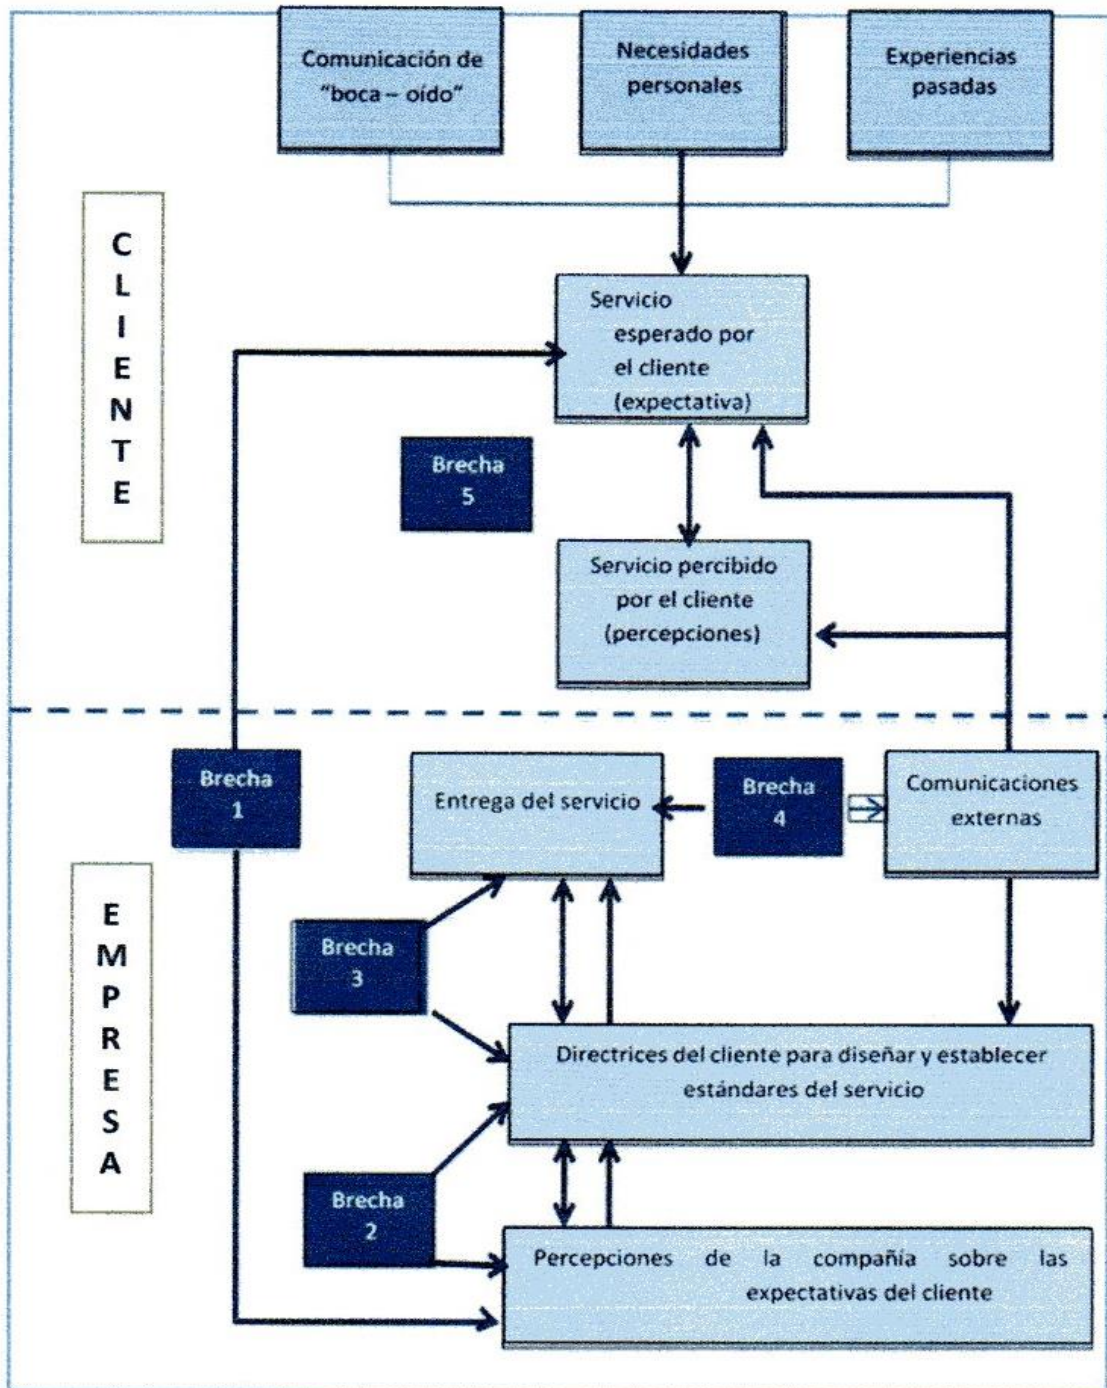 Comunicación de
"boca – oído"
Necesidades
personales
Experiencias
pasadas
CLIENTE
Servicio
esperado por
el cliente
(expectativa)
Brecha
5
Servicio percibido
por el cliente
(percepciones)
Brecha
1
Entrega del servicio
Brecha
4
Comunicaciones
externas
EMPRESA
Brecha
3
Directrices del cliente para diseñar y establecer
estándares del servicio
Brecha
2
Percepciones de la compañía sobre las
expectativas del cliente